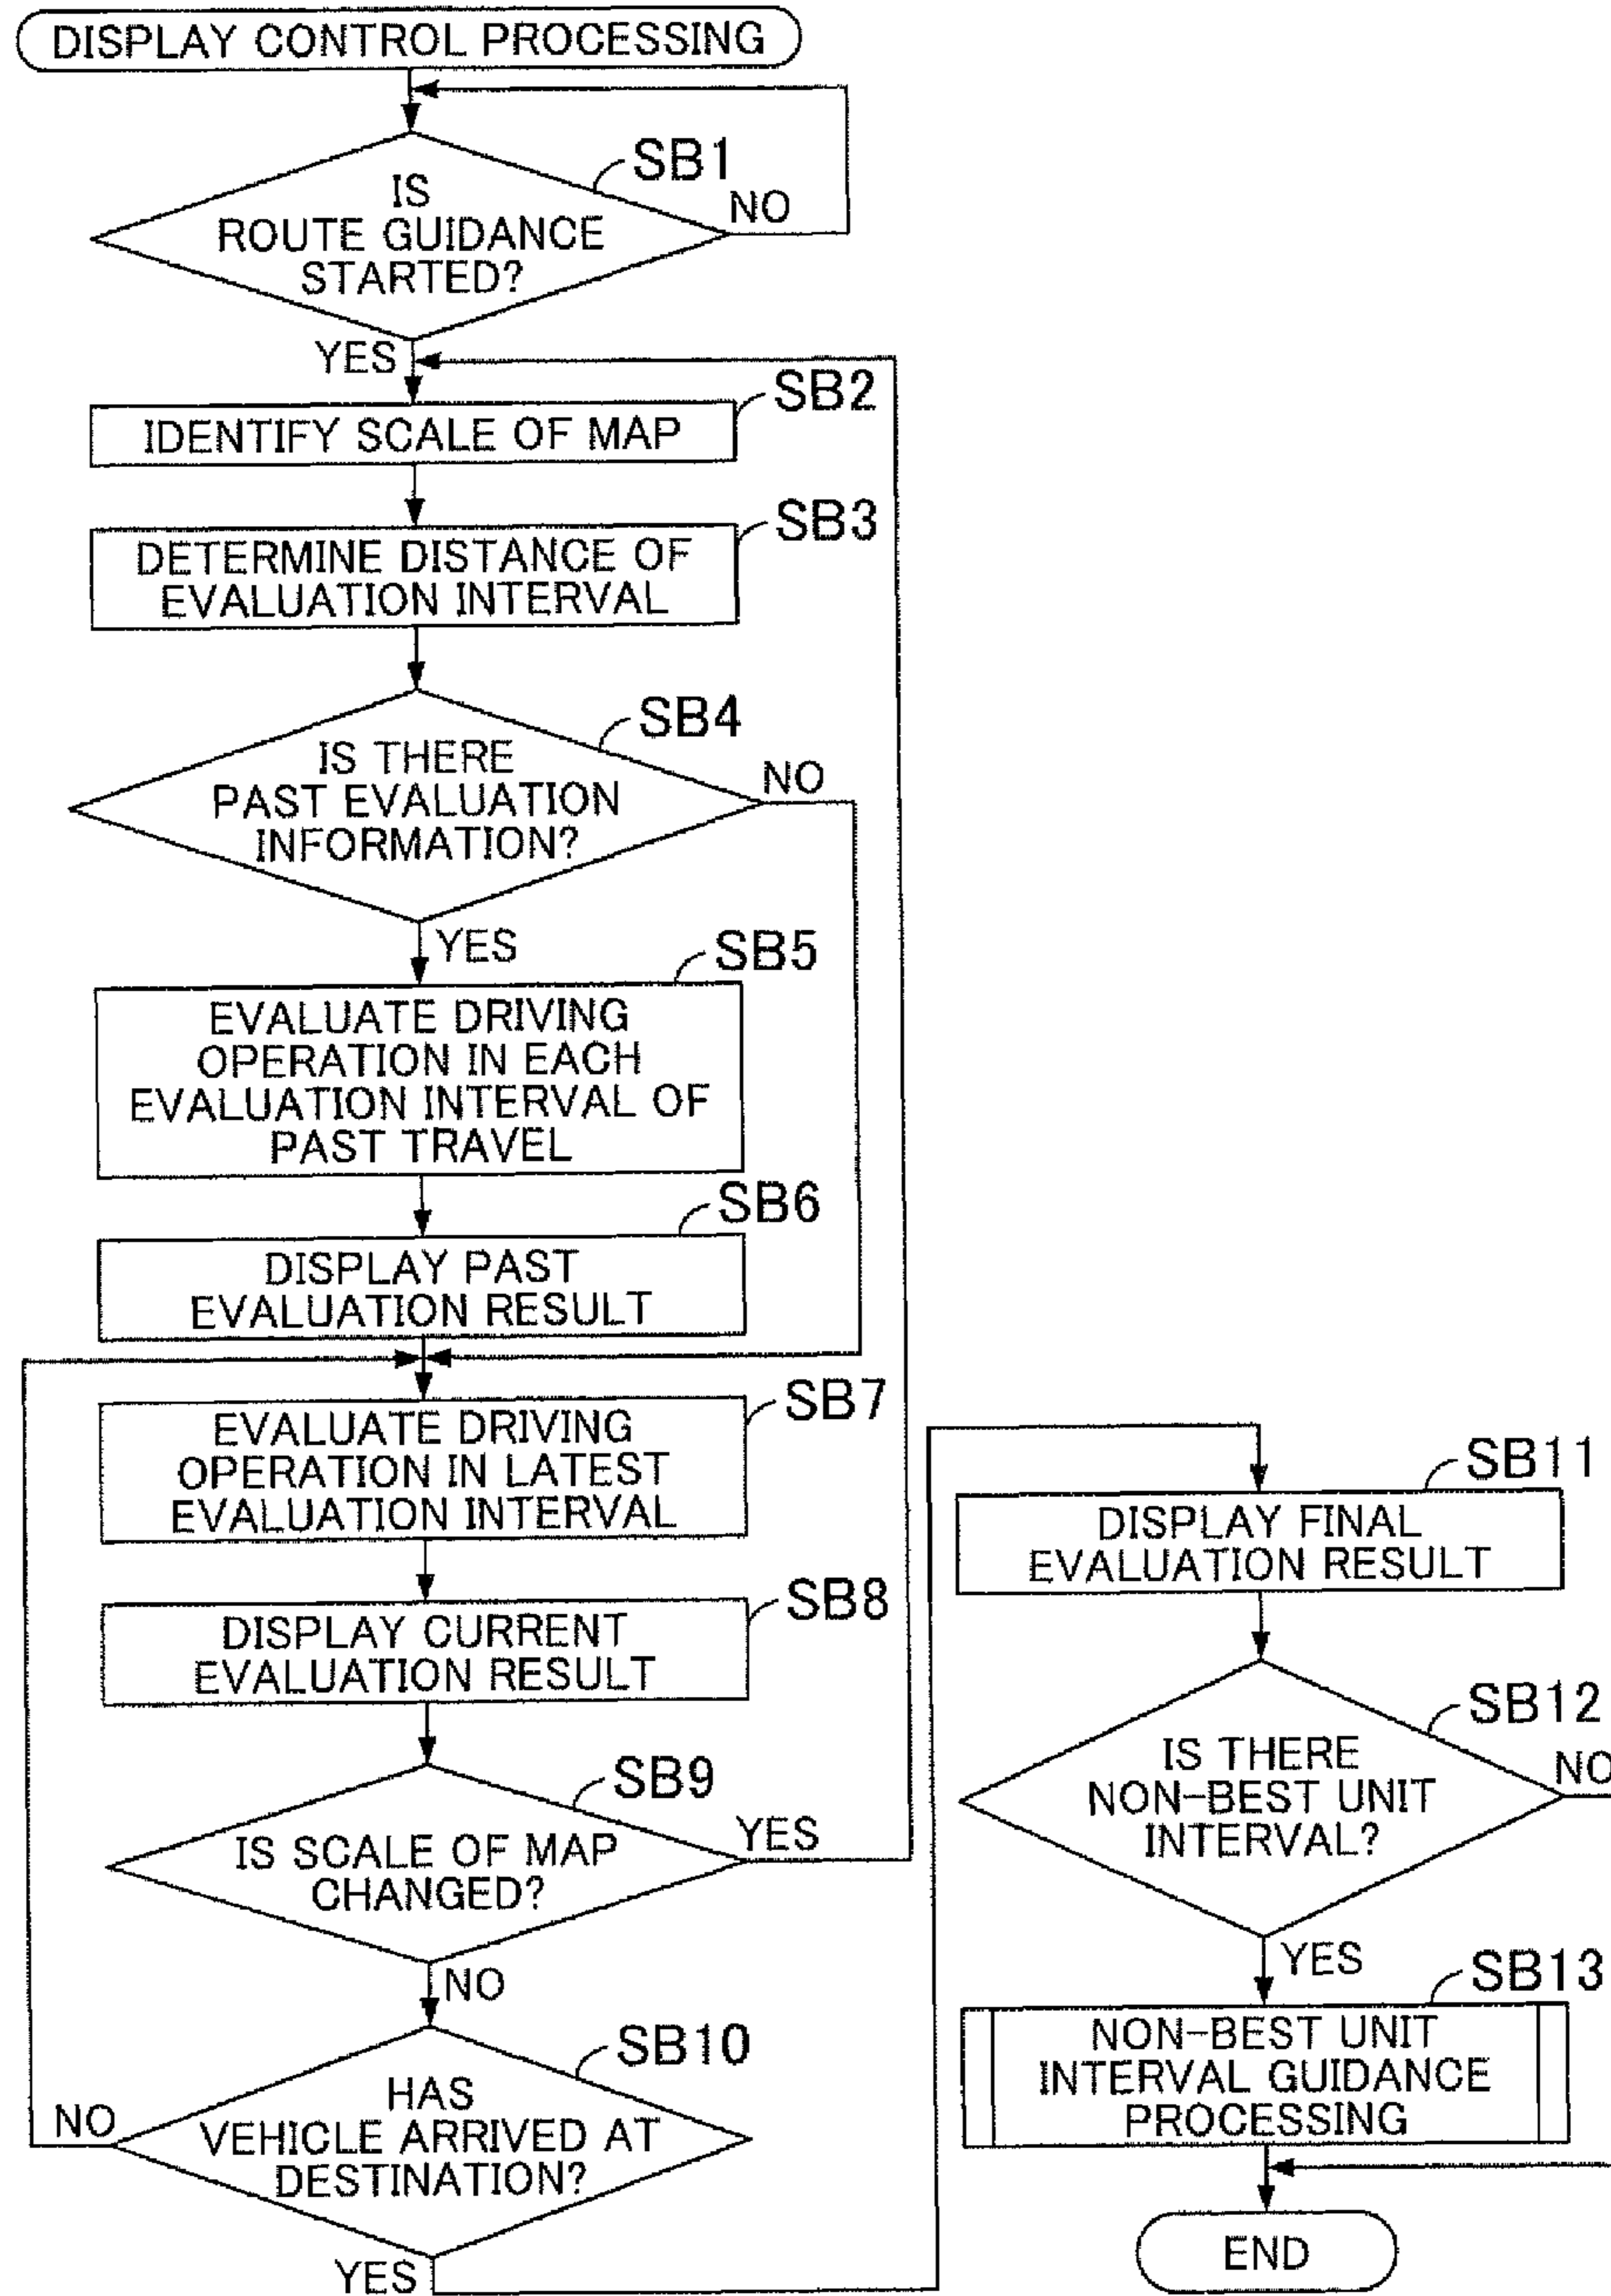 DISPLAY CONTROL PROCESSING
SB1
IS
ROUTE GUIDANCE
STARTED?
NO
YES
SB2
IDENTIFY SCALE OF MAP
SB3
DETERMINE DISTANCE OF
EVALUATION INTERVAL
SB4
IS THERE
PAST EVALUATION
INFORMATION?
NO
YES
SB5
EVALUATE DRIVING
OPERATION IN EACH
EVALUATION INTERVAL OF
PAST TRAVEL
SB6
DISPLAY PAST
EVALUATION RESULT
SB7
EVALUATE DRIVING
OPERATION IN LATEST
EVALUATION INTERVAL
SB8
DISPLAY CURRENT
EVALUATION RESULT
SB9
IS SCALE OF MAP
CHANGED?
YES
NO
SB10
HAS
VEHICLE ARRIVED AT
DESTINATION?
NO
YES
SB11
DISPLAY FINAL
EVALUATION RESULT
SB12
IS THERE
NON-BEST UNIT
INTERVAL?
NO
YES
SB13
NON-BEST UNIT
INTERVAL GUIDANCE
PROCESSING
END